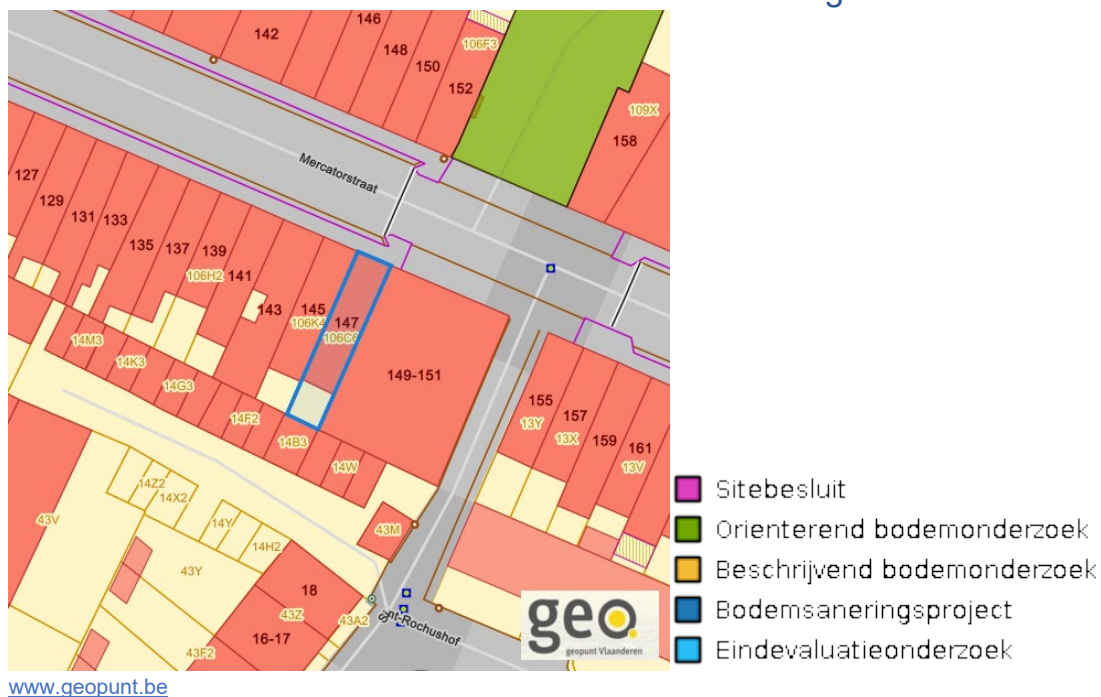 146
142
148
106F3
150
152
109X
158
Mercatorstraat
127
129
131
133
135
137
139
106H2
141
143
145
106K4
147
106C6
149-151
14M3
14K3
14G3
14F2
14B3
14W
155
13Y
157
13X
159
161
13V
14Z2
14X2
14Y
14H2
43V
43M
43Y
18
43Z
43A2
16-17
43F2
nt-Rochushof
geo
geopunt Vlaanderen
Sitebesluit
Oriënterend bodemonderzoek
Beschrijvend bodemonderzoek
Bodemsaneringsproject
Eindevaluatieonderzoek
www.geopunt.be